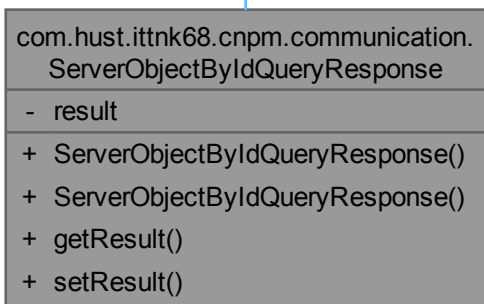 com.hust.ittnk68.cnpm.communication.
ServerObjectByIdQueryResponse
- result
+ ServerObjectByIdQueryResponse()
+ ServerObjectByIdQueryResponse()
+ getResult()
+ setResult()